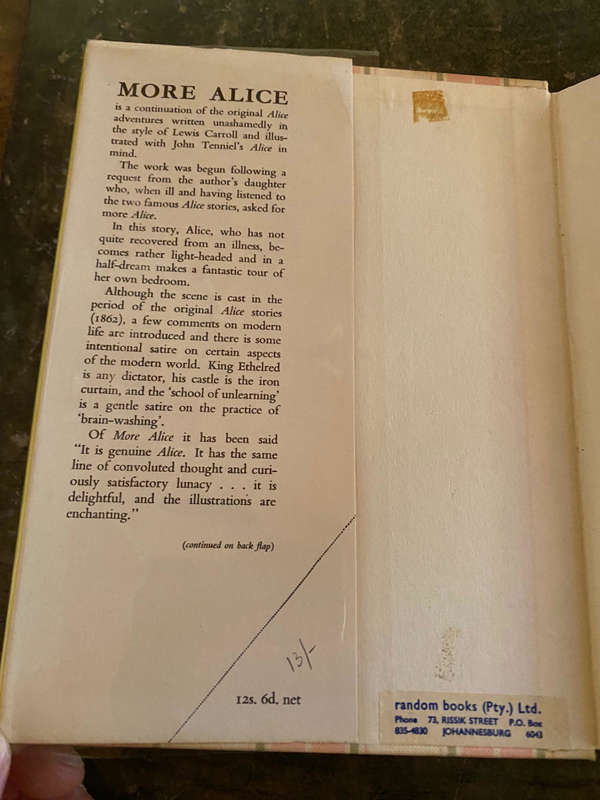 MORE ALICE
is a continuation of the original Alice
adventures written unashamedly in
the style of Lewis Carroll and illus-
trated with John Tenniel's Alice in
mind.
The work was begun following a
request from the author's daughter
who, when ill and having listened to
the two famous Alice stories, asked for
more Alice.
In this story, Alice, who has not
quite recovered from an illness, be-
comes rather light-headed and in a
half-dream makes a fantastic tour of
her own bedroom.
Although the scene is cast in the
period of the original Alice stories
(1862), a few comments on modern
life are introduced and there is some
intentional satire on certain aspects
of the modern world. King Ethelred
is any dictator, his castle is the iron
curtain, and the 'school of unlearning'
is a gentle satire on the practice of
'brain-washing'.
Of More Alice it has been said
"It is genuine Alice. It has the same
line of convoluted thought and curi-
ously satisfactory lunacy . . . it is
delightful, and the illustrations are
enchanting."
(continued on back flap)
13/-
12s. 6d. net
random books (Pty.) Ltd.
Phone 73, RISSIK STREET P.O. Box
835-4830 JOHANNESBURG 6043